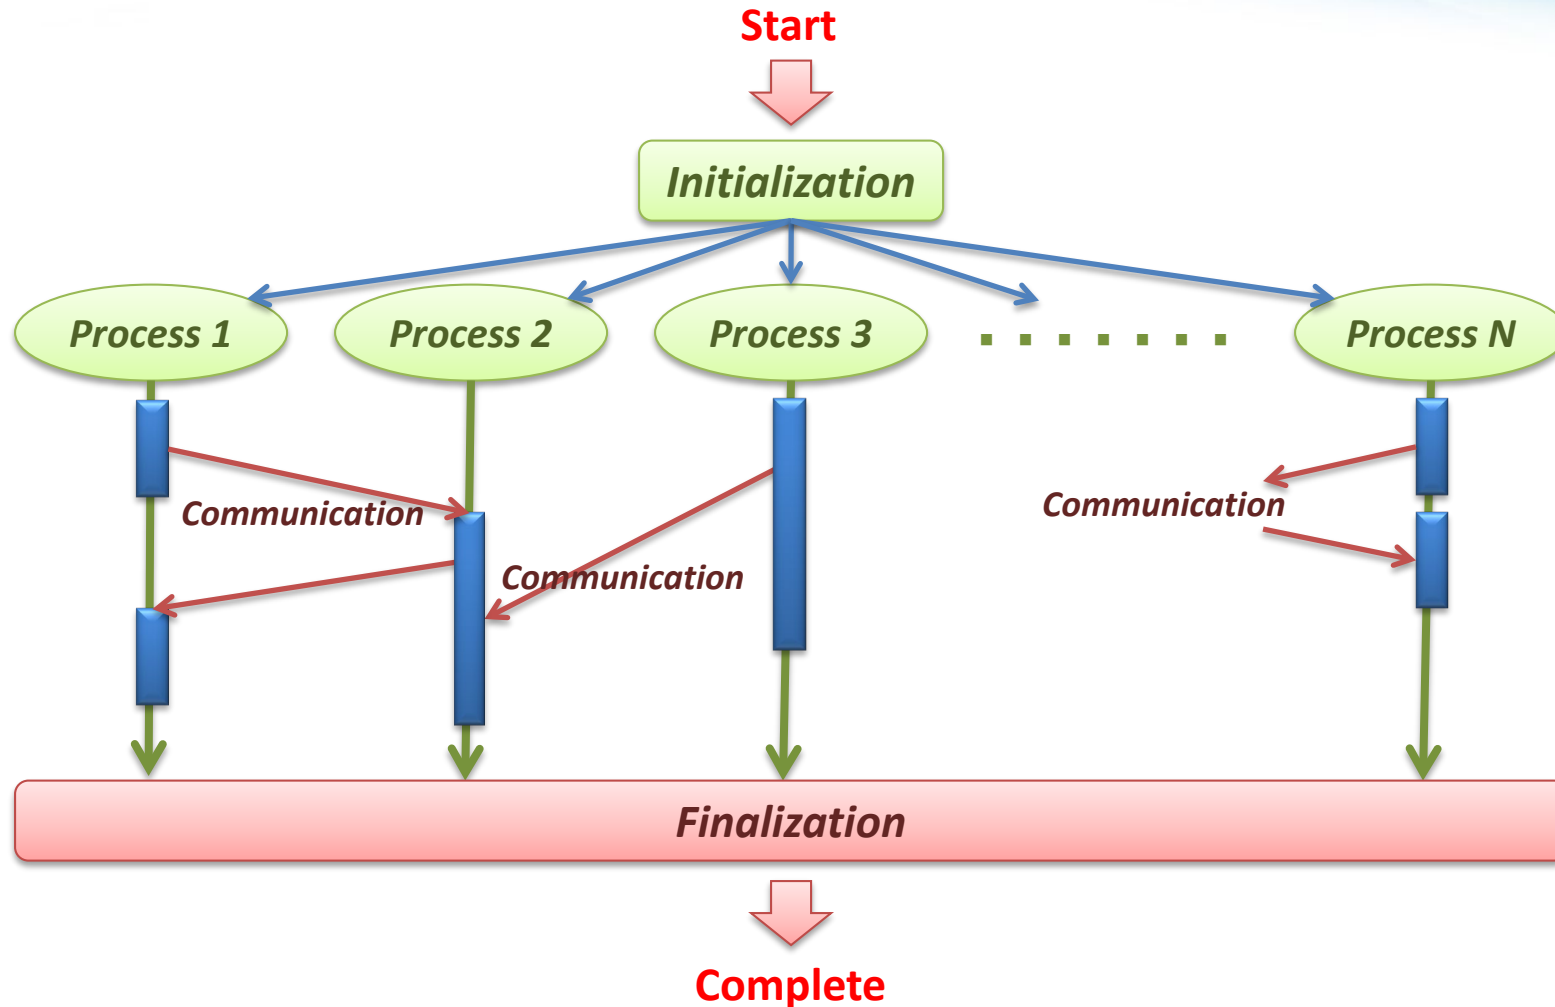 Start
Initialization
Process 1
Process 2
Process 3
. . . . . . .
Process N
Communication
Communication
Communication
Finalization
Complete